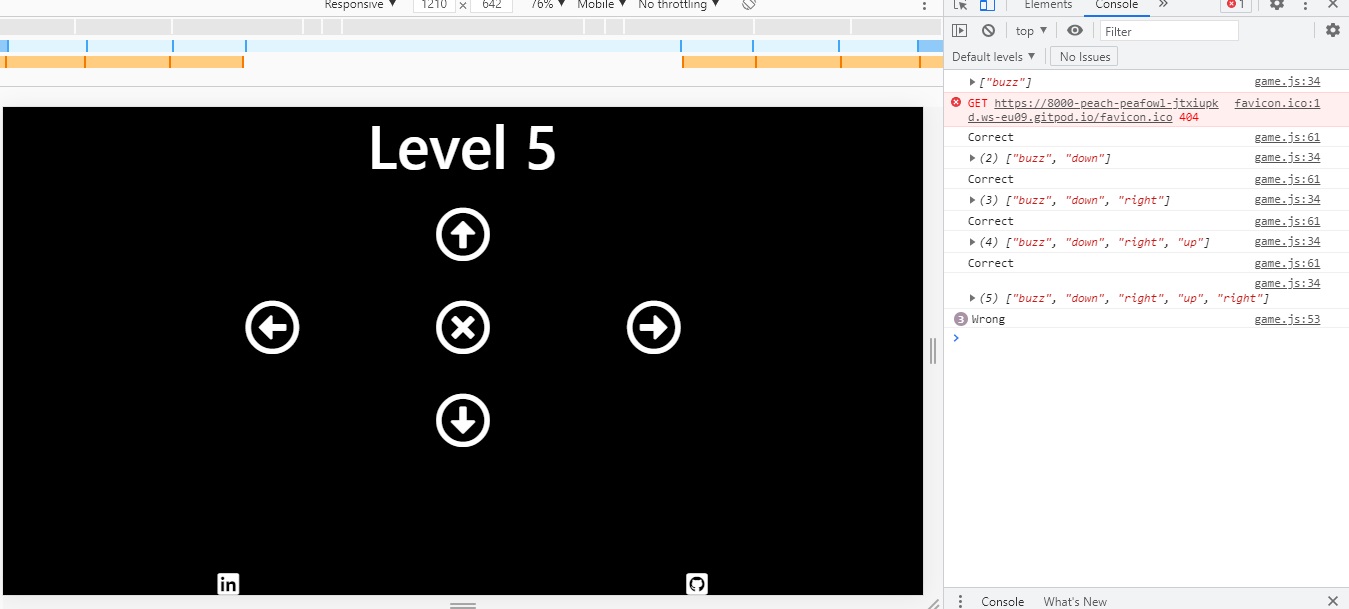 Responsive ▼ 1210 × 642 76% ▼ Mobile ▼ No throttling ▼
Elements Console » 1
top ▼ Filter
Default levels ▼ No Issues
▶ ["buzz"] game.js:34
GET https://8000-peach-peafowl-jtxiupk favicon.ico:1
d.ws-eu09.gitpod.io/favicon.ico 404
Correct game.js:61
▶ (2) ["buzz", "down"] game.js:34
Correct game.js:61
▶ (3) ["buzz", "down", "right"] game.js:34
Correct game.js:61
▶ (4) ["buzz", "down", "right", "up"] game.js:34
Correct game.js:61
game.js:34
▶ (5) ["buzz", "down", "right", "up", "right"]
3 Wrong game.js:53
Level 5
in
Console What's New